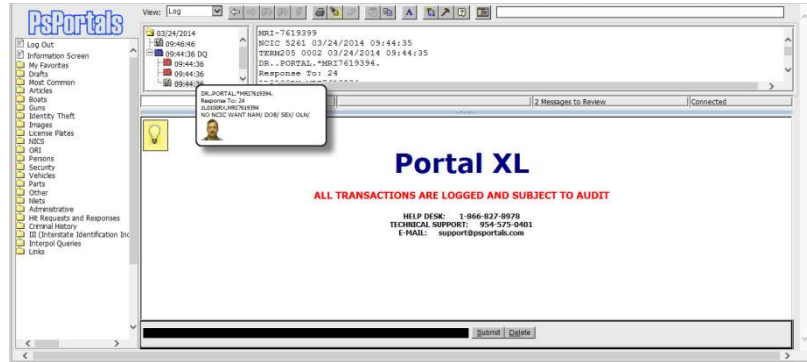 PsPortals
View: Log
Log Out
Information Screen
My Favorites
Drafts
Most Common
Articles
Boats
Guns
Identity Theft
Images
License Plates
NICS
ORI
Persons
Security
Vehicles
Parts
Other
Nlets
Administrative
Hit Requests and Responses
Criminal History
III (Interstate Identification Inc
Interpol Queries
Links
03/24/2014
09:46:46
09:44:36 DQ
09:44:36
09:44:36
09:44:36
MRI-7619399
NCIC 5261 03/24/2014 09:44:35
TERM205 0002 03/24/2014 09:44:35
DR..PORTAL.*MRI7619394.
Response To: 24
DR..PORTAL.*MRI7619394.
Response To: 24
1L0100RX,MRI7619394
NO NCIC WANT NAM/ DOB/ SEX/ OLN/
2 Messages to Review
Connected
Portal XL
ALL TRANSACTIONS ARE LOGGED AND SUBJECT TO AUDIT
HELP DESK: 1-866-827-8978
TECHNICAL SUPPORT: 954-575-0401
E-MAIL: support@psportals.com
Submit Delete